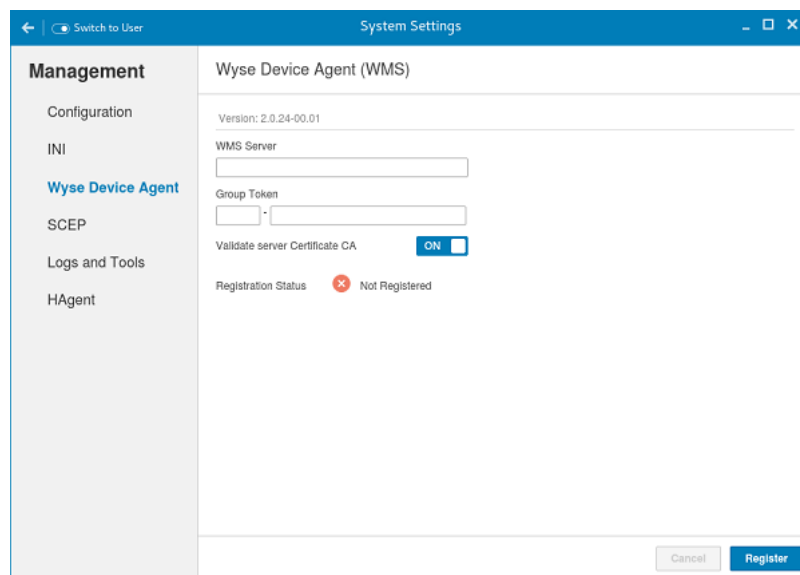 Switch to User
System Settings
Management
Configuration
INI
Wyse Device Agent
SCEP
Logs and Tools
HAgent
Wyse Device Agent (WMS)
Version: 2.0.24-00.01
WMS Server
Group Token
-
Validate server Certificate CA
ON
Registration Status
Not Registered
Cancel
Register